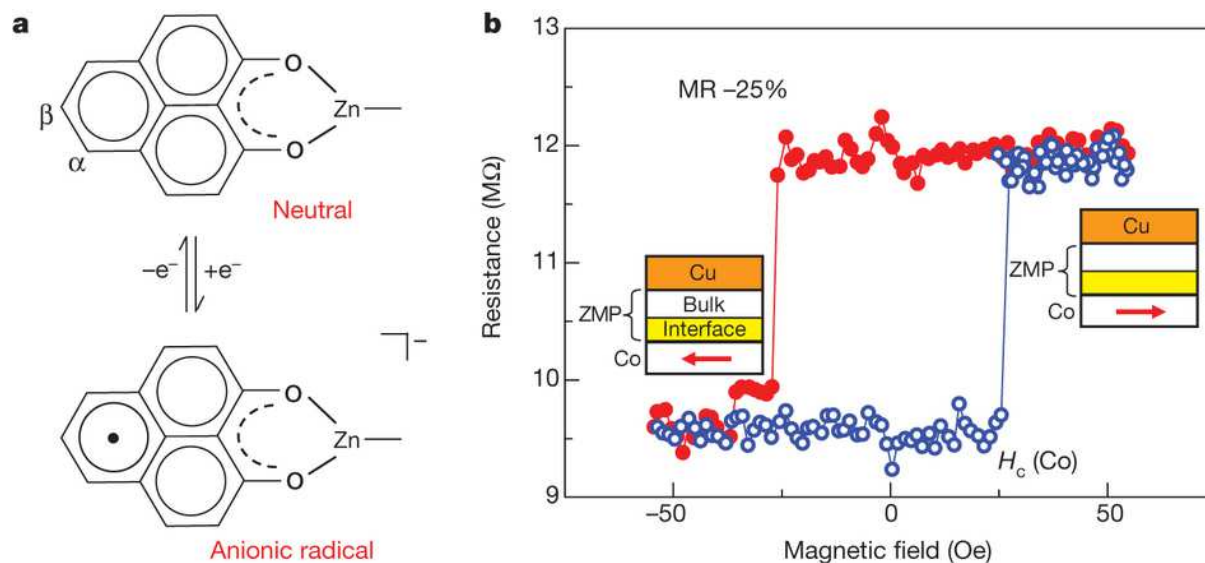 a
O
Zn
O
β
α
Neutral
−e⁻
+e⁻
−
O
Zn
O
Anionic radical
b
13
12
11
10
9
Resistance (MΩ)
MR −25%
Cu
ZMP
Bulk
Interface
Co
Cu
ZMP
Co
Hc (Co)
−50
0
50
Magnetic field (Oe)